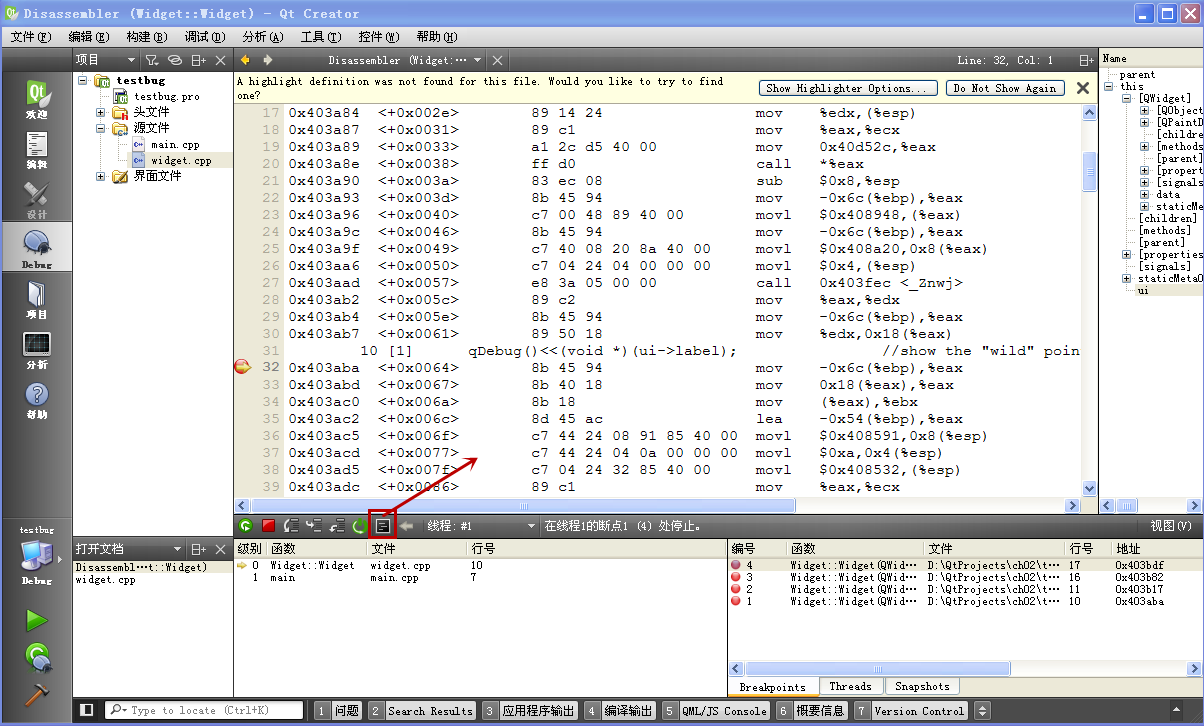 Disassembler (Widget::Widget) - Qt Creator
文件(F) 编辑(E) 构建(B) 调试(D) 分析(A) 工具(T) 控件(W) 帮助(H)
项目
Disassembler (Widget:⋯
Line: 32, Col: 1
欢迎
编辑
设计
Debug
项目
分析
帮助
testbug
Debug
testbug
testbug.pro
头文件
源文件
main.cpp
widget.cpp
界面文件
A highlight definition was not found for this file. Would you like to try to find
one?
Show Highlighter Options...
Do Not Show Again
17 0x403a84 <+0x002e> 89 14 24 mov %edx,(%esp)
18 0x403a87 <+0x0031> 89 c1 mov %eax,%ecx
19 0x403a89 <+0x0033> a1 2c d5 40 00 mov 0x40d52c,%eax
20 0x403a8e <+0x0038> ff d0 call *%eax
21 0x403a90 <+0x003a> 83 ec 08 sub $0x8,%esp
22 0x403a93 <+0x003d> 8b 45 94 mov -0x6c(%ebp),%eax
23 0x403a96 <+0x0040> c7 00 48 89 40 00 movl $0x408948,(%eax)
24 0x403a9c <+0x0046> 8b 45 94 mov -0x6c(%ebp),%eax
25 0x403a9f <+0x0049> c7 40 08 20 8a 40 00 movl $0x408a20,0x8(%eax)
26 0x403aa6 <+0x0050> c7 04 24 04 00 00 00 movl $0x4,(%esp)
27 0x403aad <+0x0057> e8 3a 05 00 00 call 0x403fec <_Znwj>
28 0x403ab2 <+0x005c> 89 c2 mov %eax,%edx
29 0x403ab4 <+0x005e> 8b 45 94 mov -0x6c(%ebp),%eax
30 0x403ab7 <+0x0061> 89 50 18 mov %edx,0x18(%eax)
31 10 [1] qDebug()<<(void *)(ui->label); //show the "wild" poin
32 0x403aba <+0x0064> 8b 45 94 mov -0x6c(%ebp),%eax
33 0x403abd <+0x0067> 8b 40 18 mov 0x18(%eax),%eax
34 0x403ac0 <+0x006a> 8b 18 mov (%eax),%ebx
35 0x403ac2 <+0x006c> 8d 45 ac lea -0x54(%ebp),%eax
36 0x403ac5 <+0x006f> c7 44 24 08 91 85 40 00 movl $0x408591,0x8(%esp)
37 0x403acd <+0x0077> c7 44 24 04 0a 00 00 00 movl $0xa,0x4(%esp)
38 0x403ad5 <+0x007f> c7 04 24 32 85 40 00 movl $0x408532,(%esp)
39 0x403adc <+0x0086> 89 c1 mov %eax,%ecx
Name
parent
this
[QWidget]
[QObject
[QPaintD
[childre
[methods
[parent]
[propert
[signals
data
staticMe
[children]
[methods]
[parent]
[properties
[signals]
staticMetaO
ui
线程: #1
在线程1的断点1 (4) 处停止。
视图(V)
打开文档
Disassembl⋯t::Widget)
widget.cpp
级别 函数 文件 行号
0 Widget::Widget widget.cpp 10
1 main main.cpp 7
编号 函数 文件 行号 地址
4 Widget::Widget(QWid⋯ D:\QtProjects\ch02\t⋯ 17 0x403bdf
3 Widget::Widget(QWid⋯ D:\QtProjects\ch02\t⋯ 16 0x403b82
2 Widget::Widget(QWid⋯ D:\QtProjects\ch02\t⋯ 11 0x403b17
1 Widget::Widget(QWid⋯ D:\QtProjects\ch02\t⋯ 10 0x403aba
Breakpoints Threads Snapshots
Type to locate (Ctrl+K)
1 问题 2 Search Results 3 应用程序输出 4 编译输出 5 QML/JS Console 6 概要信息 7 Version Control